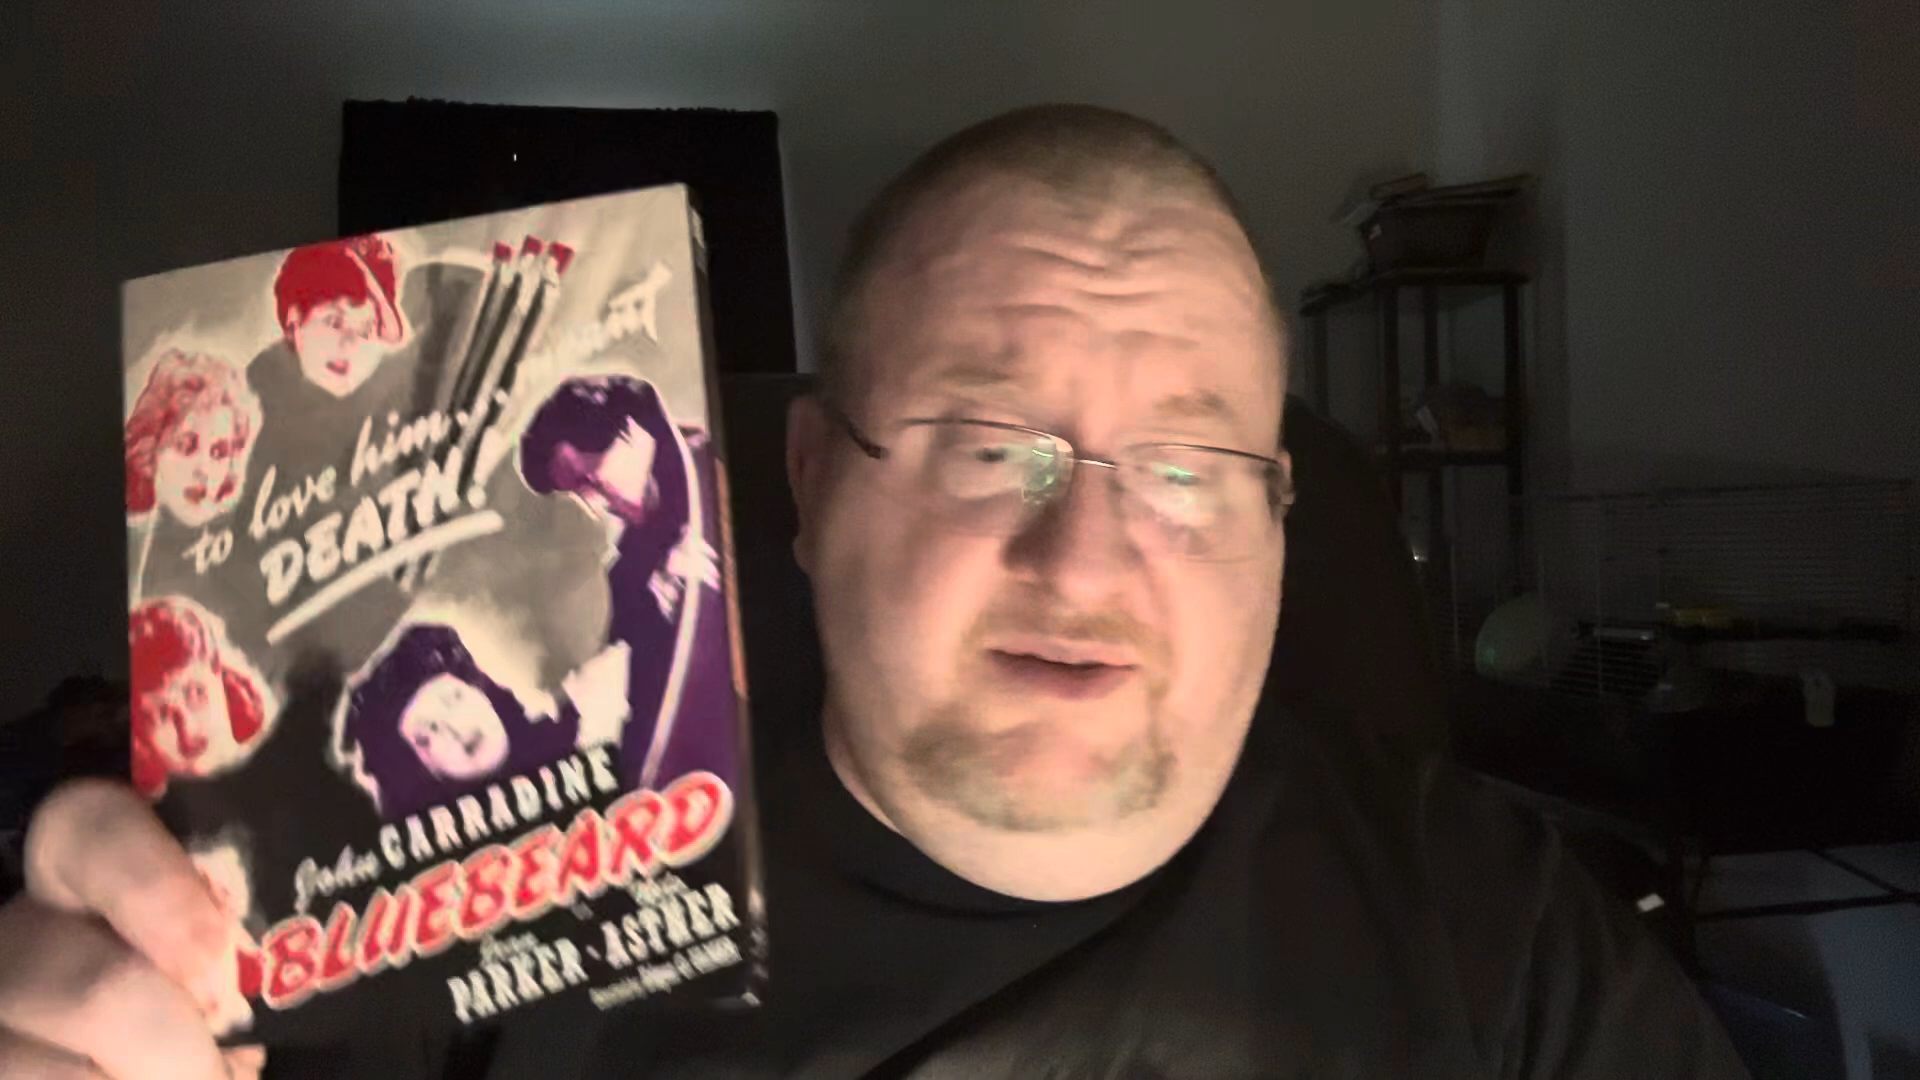 to love him...
DEATH!
John CARRADINE
BLUEBEARD
PARKER · ASTHER